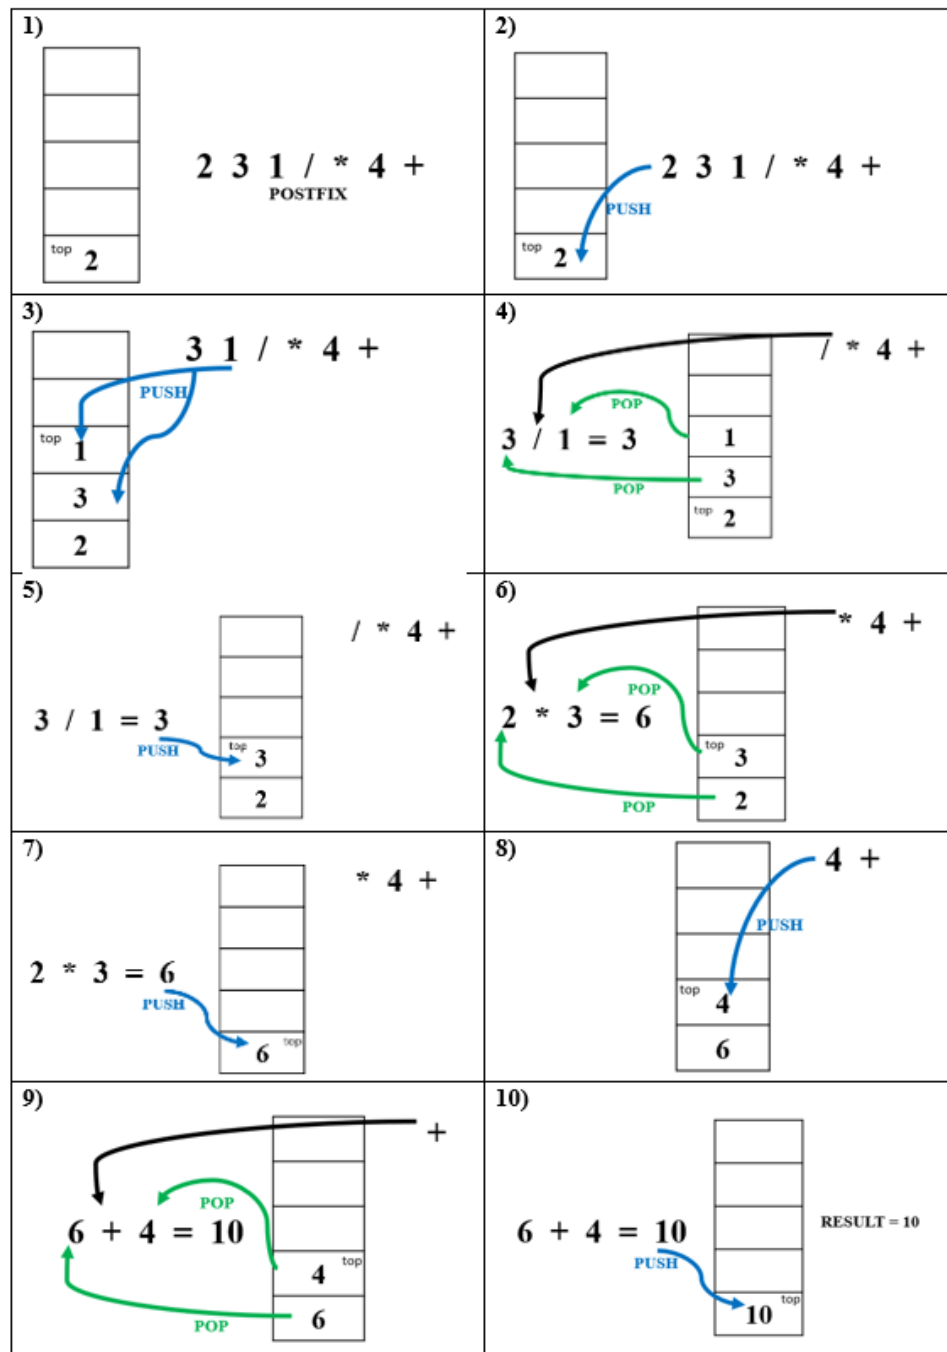 1)
2 3 1 / * 4 +
POSTFIX
top 2
2)
2 3 1 / * 4 +
PUSH
top 2
3)
3 1 / * 4 +
PUSH
top 1
3
2
4)
/ * 4 +
POP
3 / 1 = 3
1
3
POP
top 2
5)
/ * 4 +
3 / 1 = 3
PUSH
top 3
2
6)
* 4 +
POP
2 * 3 = 6
top 3
2
POP
7)
* 4 +
2 * 3 = 6
PUSH
6 top
8)
4 +
PUSH
top 4
6
9)
+
POP
6 + 4 = 10
4 top
6
POP
10)
6 + 4 = 10
RESULT = 10
PUSH
10 top